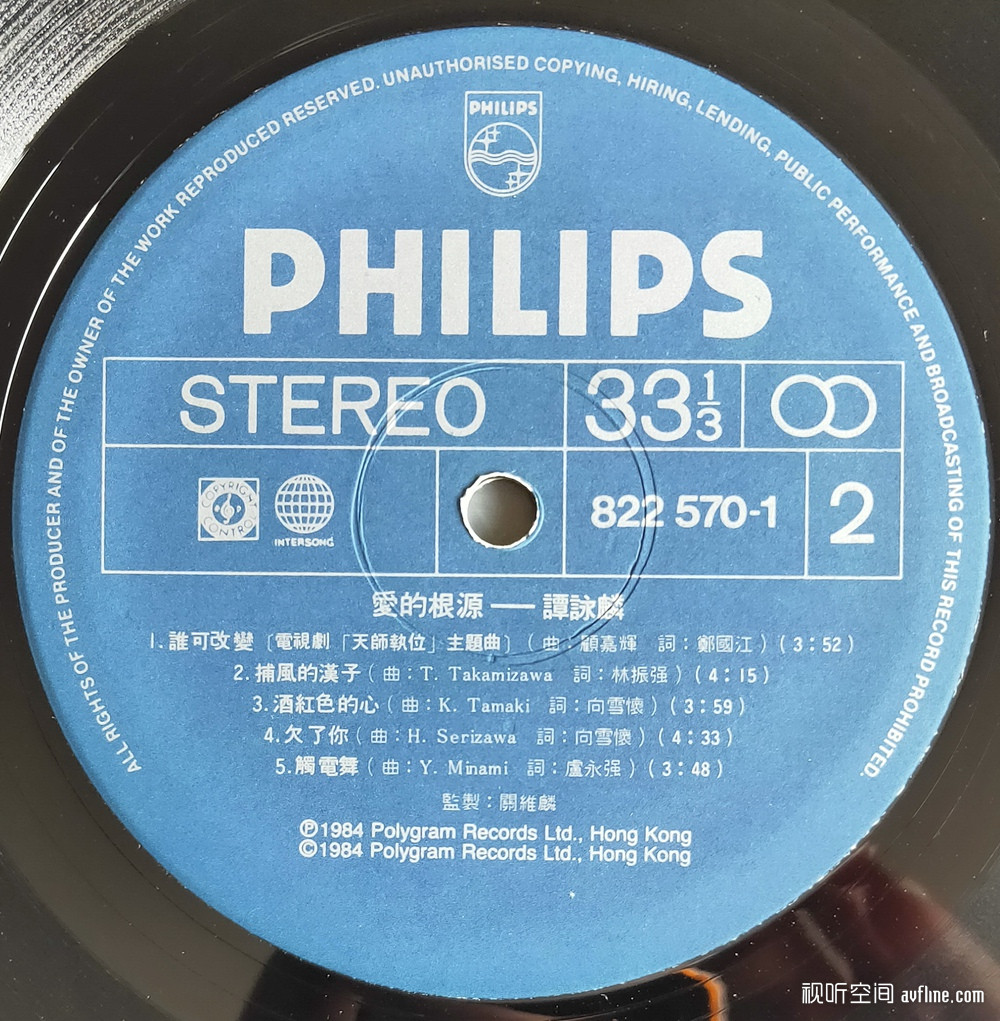 ALL RIGHTS OF THE PRODUCER AND OF THE OWNER OF THE WORK REPRODUCED RESERVED. UNAUTHORISED COPYING, HIRING, LENDING, PUBLIC PERFORMANCE AND BROADCASTING OF THIS RECORD PROHIBITED.
PHILIPS
PHILIPS
STEREO 33 1/3
COPYRIGHT CONTROL
INTERSONG
822 570-1 2
愛的根源 — 譚詠麟
1. 誰可改變〔電視劇「天師執位」主題曲〕(曲:顧嘉輝 詞:鄭國江)(3:52)
2. 捕風的漢子(曲:T. Takamizawa 詞:林振强)(4:15)
3. 酒紅色的心(曲:K. Tamaki 詞:向雪懷)(3:59)
4. 欠了你(曲:H. Serizawa 詞:向雪懷)(4:33)
5. 觸電舞(曲:Y. Minami 詞:盧永强)(3:48)
監製:關維麟
Ⓟ1984 Polygram Records Ltd., Hong Kong
©1984 Polygram Records Ltd., Hong Kong
视听空间 avfline.com